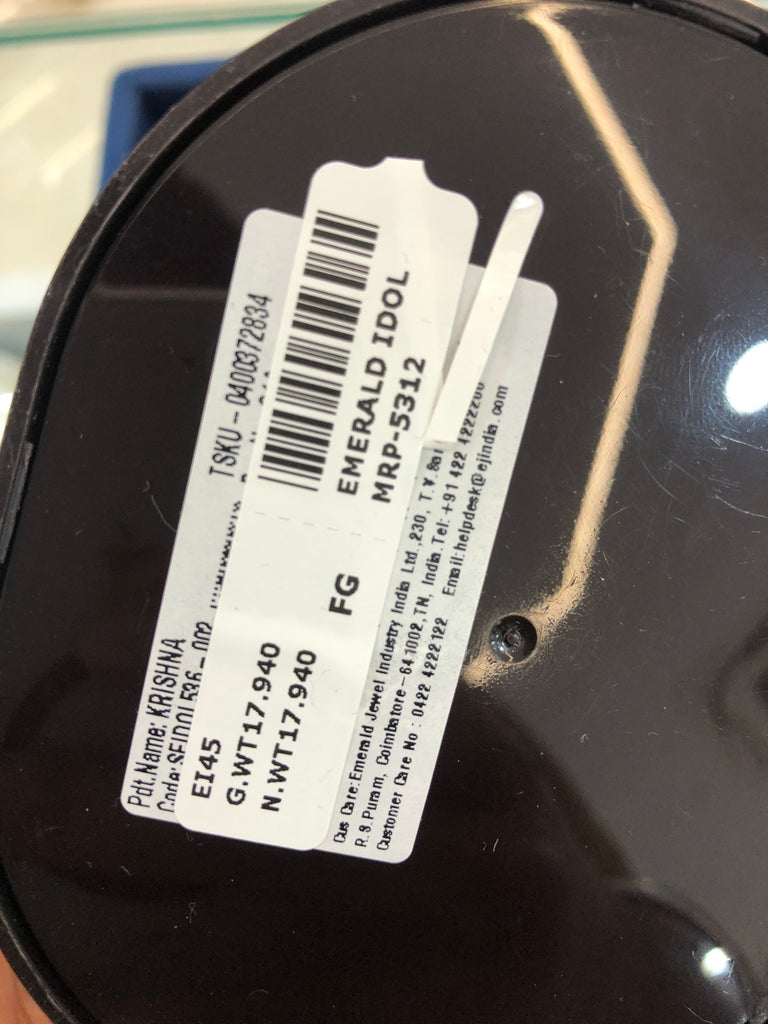 Pdt.Name: KRISHNA
TSKU-0400372834
EMERALD IDOL
MRP-5312
FG
EI45
G.WT17.940
N.WT17.940
Cus Care: Emerald Jewel Industry India Ltd.,230, T.V.
R.S.Puram, Coimbatore-641002,TN, India.Tel:+91 422
Customer Care No : 0422 4222122 Email:helpdesk@ejindia.com